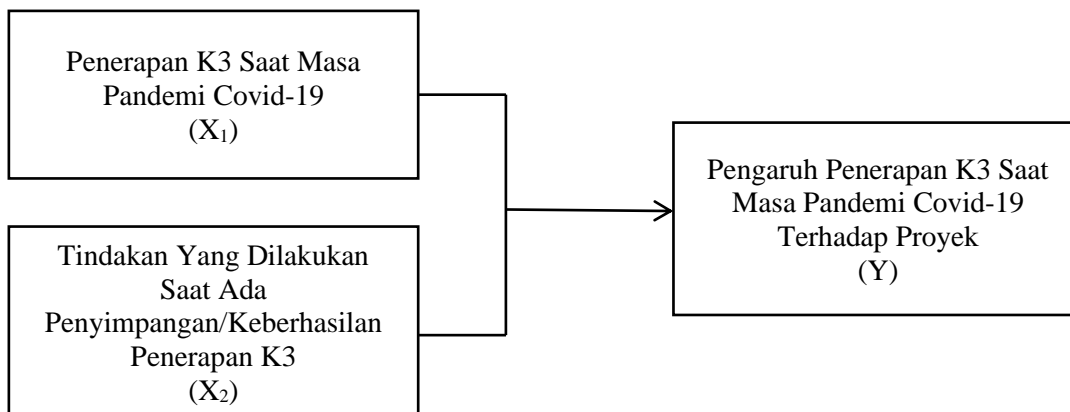 Penerapan K3 Saat Masa
Pandemi Covid-19
(X₁)
Tindakan Yang Dilakukan
Saat Ada
Penyimpangan/Keberhasilan
Penerapan K3
(X₂)
Pengaruh Penerapan K3 Saat
Masa Pandemi Covid-19
Terhadap Proyek
(Y)